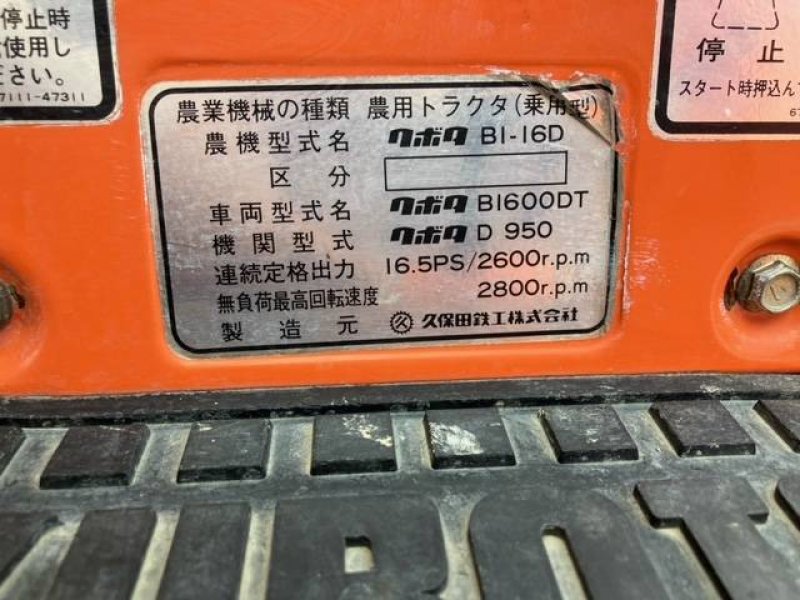 停止時
使用し
ださい。
7111-47311
農業機械の種類 農用トラクタ(乗用型)
農機型式名 クボタ B1-16D
区分
車両型式名 クボタ B1600DT
機関型式 クボタ D 950
連続定格出力 16.5PS/2600r.p.m
無負荷最高回転速度 2800r.p.m
製造元 久保田鉄工株式会社
停止
スタート時押込んで
67
KUBOT